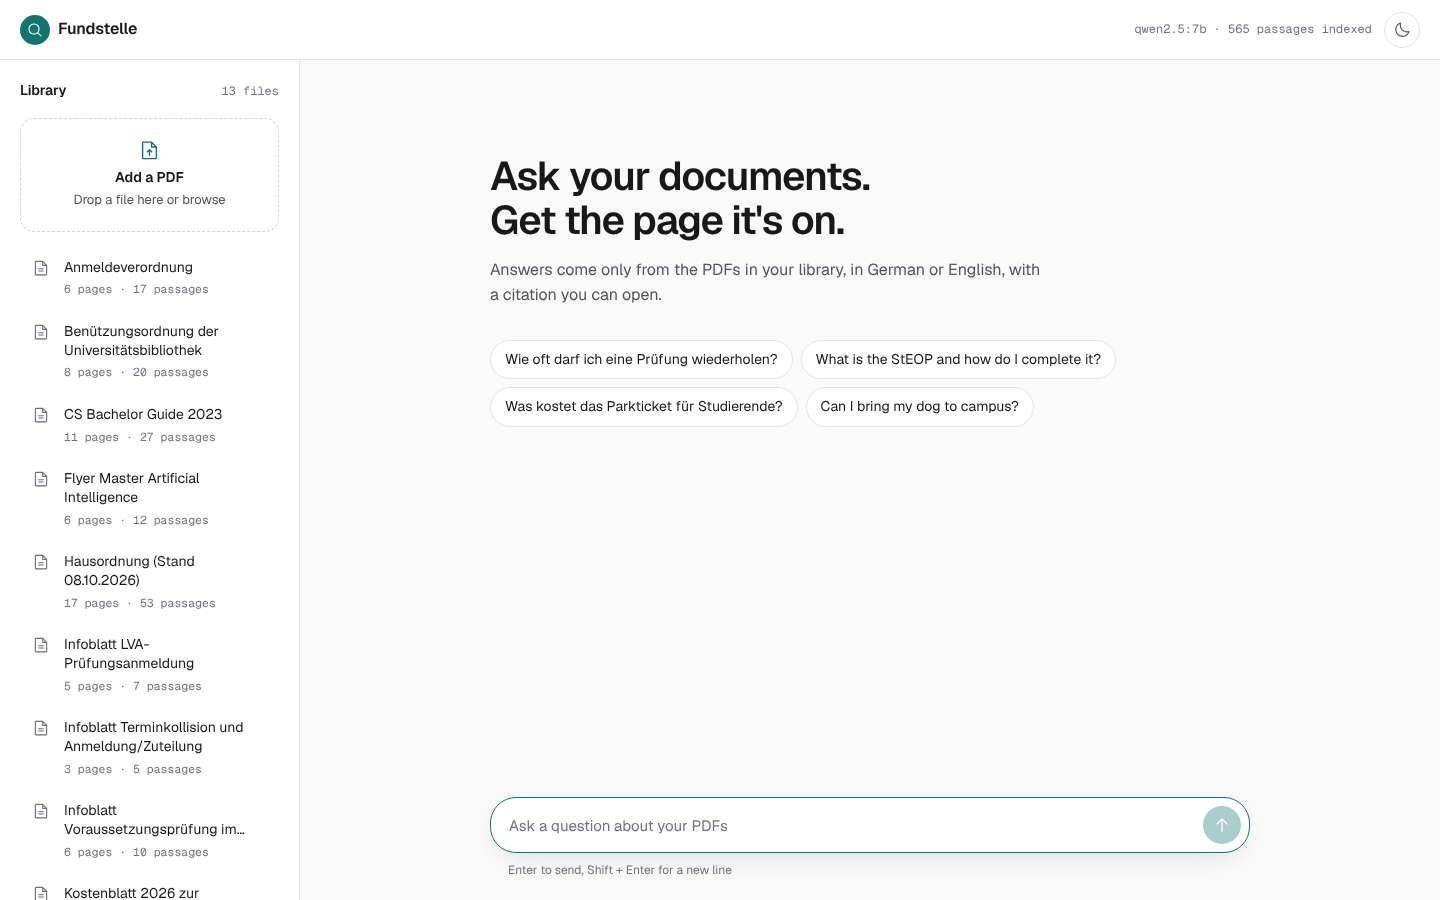 Fundstelle
qwen2.5:7b · 565 passages indexed
Library
13 files
Add a PDF
Drop a file here or browse
Anmeldeverordnung
6 pages · 17 passages
Benützungsordnung der
Universitätsbibliothek
8 pages · 20 passages
CS Bachelor Guide 2023
11 pages · 27 passages
Flyer Master Artificial
Intelligence
6 pages · 12 passages
Hausordnung (Stand
08.10.2026)
17 pages · 53 passages
Infoblatt LVA-
Prüfungsanmeldung
5 pages · 7 passages
Infoblatt Terminkollision und
Anmeldung/Zuteilung
3 pages · 5 passages
Infoblatt
Voraussetzungsprüfung im…
6 pages · 10 passages
Kostenblatt 2026 zur
Ask your documents.
Get the page it's on.
Answers come only from the PDFs in your library, in German or English, with
a citation you can open.
Wie oft darf ich eine Prüfung wiederholen?
What is the StEOP and how do I complete it?
Was kostet das Parkticket für Studierende?
Can I bring my dog to campus?
Ask a question about your PDFs
Enter to send, Shift + Enter for a new line